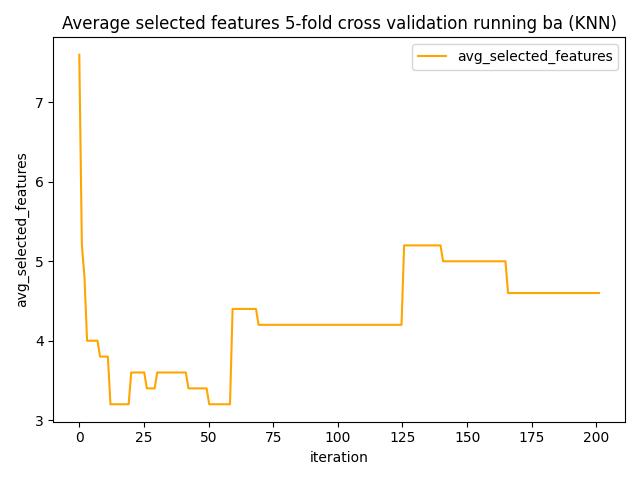 Average selected features 5-fold cross validation running ba (KNN)
avg_selected_features
avg_selected_features
7
6
5
4
3
0 25 50 75 100 125 150 175 200
iteration